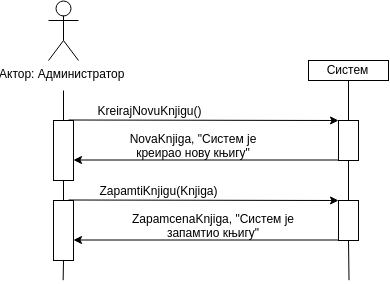 Актор: Администратор
Систем
KreirajNovuKnjigu()
NovaKnjiga, "Систем је
креирао нову књигу"
ZapamtiKnjigu(Knjiga)
ZapamcenaKnjiga, "Систем је
запамтио књигу"